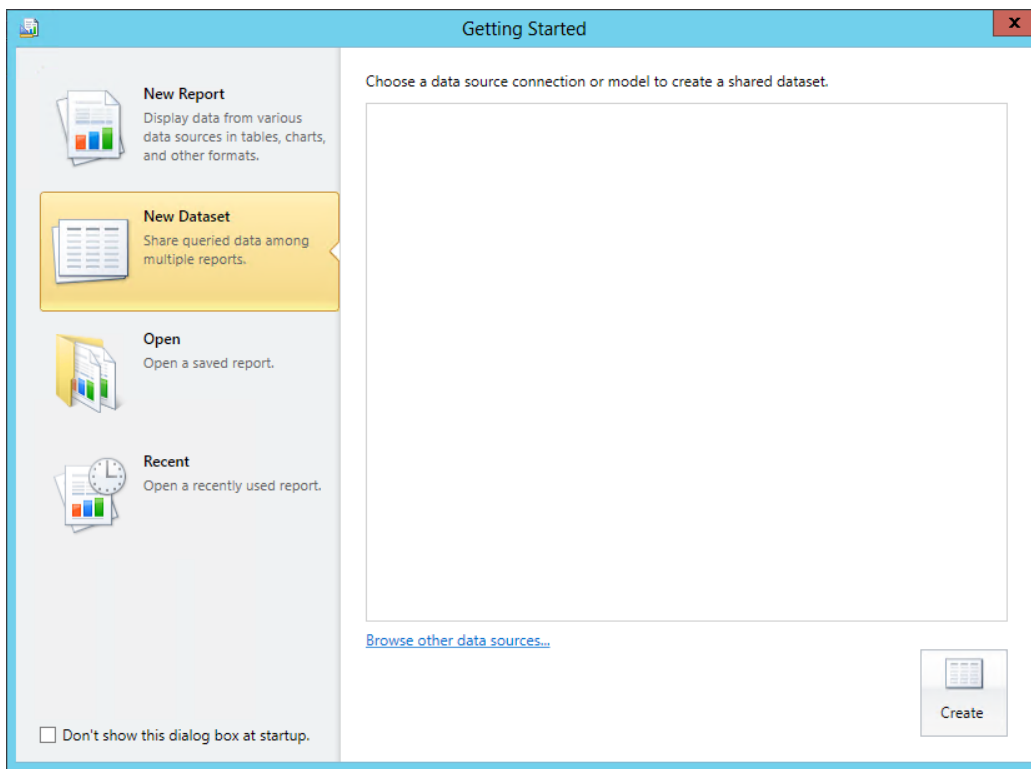 Getting Started
x
New Report
Display data from various
data sources in tables, charts,
and other formats.
New Dataset
Share queried data among
multiple reports.
Open
Open a saved report.
Recent
Open a recently used report.
Don't show this dialog box at startup.
Choose a data source connection or model to create a shared dataset.
Browse other data sources...
Create